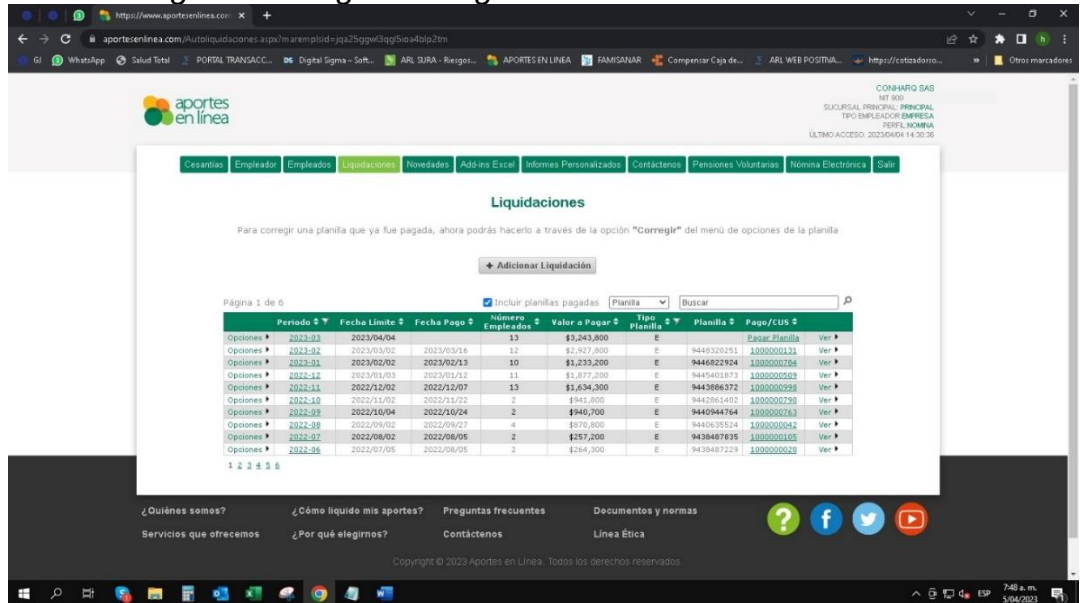 https://www.aportesenlinea.com
aportesenlinea.com/Autoliquidaciones.aspx?maremplsid=
GI WhatsApp Salud Total PORTAL TRANSACC... Digital Sigma – Soft... ARL SURA - Riesgos... APORTES EN LINEA FAMISANAR Compensar Caja de... ARL WEB POSITIVA... https://cotizadorso... » Otros marcadores
aportes
en línea
CONHARQ SAS
NIT 900
SUCURSAL PRINCIPAL: PRINCIPAL
TIPO EMPLEADOR:EMPRESA
PERFIL:NOMINA
ÚLTIMO ACCESO: 2023/04/04 14:30:36
Cesantías Empleador Empleados Liquidaciones Novedades Add-ins Excel Informes Personalizados Contáctenos Pensiones Voluntarias Nómina Electrónica Salir
Liquidaciones
Para corregir una planilla que ya fue pagada, ahora podrás hacerlo a través de la opción "Corregir" del menú de opciones de la planilla
+ Adicionar Liquidación
Página 1 de 6 Incluir planillas pagadas Planilla Buscar
Periodo Fecha Límite Fecha Pago Número Empleados Valor a Pagar Tipo Planilla Planilla Pago/CUS
Opciones 2023-03 2023/04/04 13 $3,243,800 E Pagar Planilla Ver
Opciones 2023-02 2023/03/02 2023/03/16 12 $2,927,800 E 9448320251 1000000131 Ver
Opciones 2023-01 2023/02/02 2023/02/13 10 $1,233,200 E 9446822924 1000000784 Ver
Opciones 2022-12 2023/01/03 2023/01/12 11 $1,877,200 E 9445401873 1000000509 Ver
Opciones 2022-11 2022/12/02 2022/12/07 13 $1,634,300 E 9443886372 1000000998 Ver
Opciones 2022-10 2022/11/02 2022/11/22 2 $941,800 E 9442861402 1000000790 Ver
Opciones 2022-09 2022/10/04 2022/10/24 2 $940,700 E 9440944764 1000000763 Ver
Opciones 2022-08 2022/09/02 2022/09/27 4 $870,800 E 9440635524 1000000042 Ver
Opciones 2022-07 2022/08/02 2022/08/05 2 $257,200 E 9438487835 1000000105 Ver
Opciones 2022-06 2022/07/05 2022/08/05 2 $264,300 E 9438487229 1000000020 Ver
1 2 3 4 5 6
¿Quiénes somos? ¿Cómo liquido mis aportes? Preguntas frecuentes Documentos y normas
Servicios que ofrecemos ¿Por qué elegirnos? Contáctenos Línea Ética
Copyright © 2023 Aportes en Línea. Todos los derechos reservados.
ESP 7:48 a. m.
5/04/2023